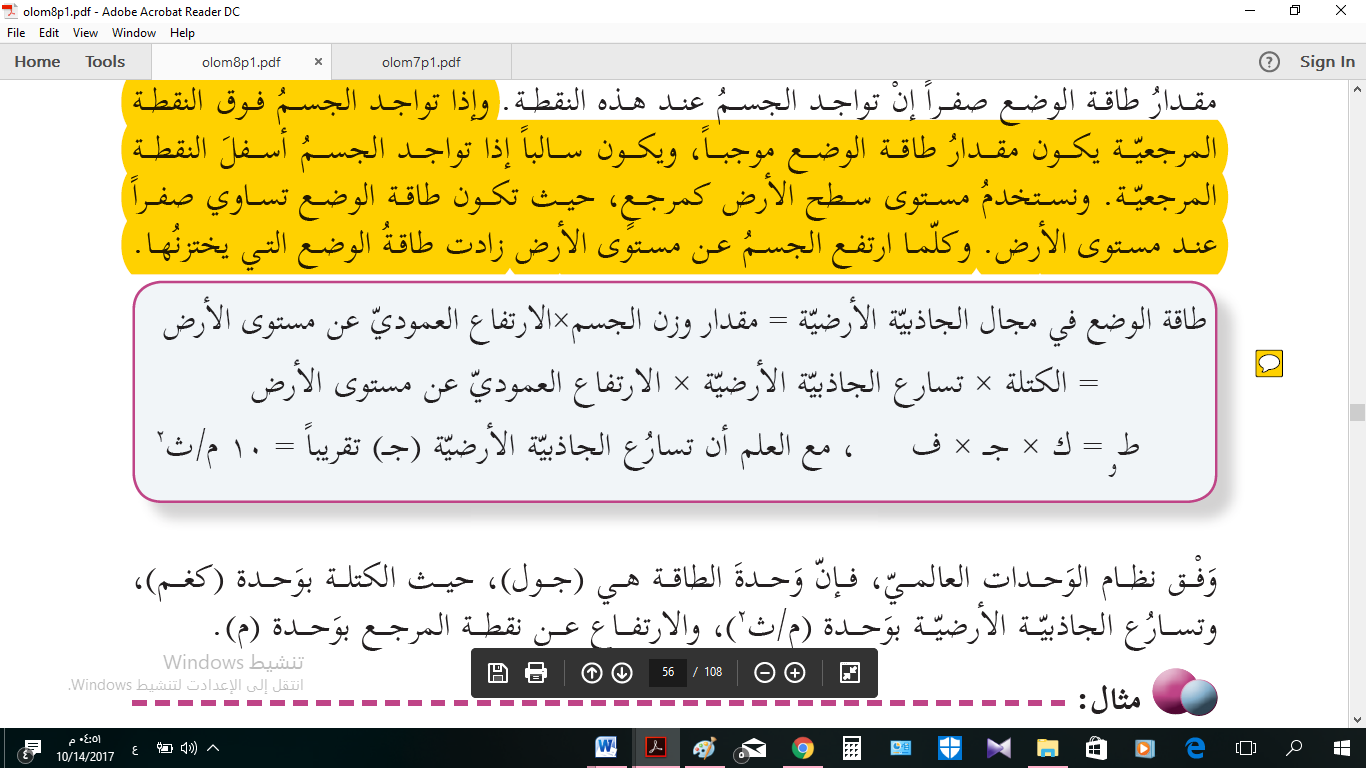 olom8p1.pdf - Adobe Acrobat Reader DC
File Edit View Window Help
Home Tools olom8p1.pdf × olom7p1.pdf ? Sign In
مقدارُ طاقة الوضع صفراً إنْ تواجد الجسمُ عند هذه النقطة. وإذا تواجد الجسمُ فوق النقطة
المرجعيّة يكون مقدارُ طاقة الوضع موجباً، ويكون سالباً إذا تواجد الجسمُ أسفلَ النقطة
المرجعيّة. ونستخدمُ مستوى سطح الأرض كمرجعٍ، حيث تكون طاقة الوضع تساوي صفراً
عند مستوى الأرض. وكلّما ارتفع الجسمُ عن مستوًى الأرض زادت طاقةُ الوضع التي يختزنُها.
طاقة الوضع في مجال الجاذبيّة الأرضيّة = مقدار وزن الجسم×الارتفاع العموديّ عن مستوى الأرض
= الكتلة × تسارع الجاذبيّة الأرضيّة × الارتفاع العموديّ عن مستوى الأرض
طو = ك × جـ × ف ، مع العلم أن تسارُع الجاذبيّة الأرضيّة (جـ) تقريباً = ١٠ م/ث٢
وَفْق نظام الوَحدات العالميّ، فإنّ وَحدةَ الطاقة هي (جول)، حيث الكتلة بوَحدة (كغم)،
وتسارُع الجاذبيّة الأرضيّة بوَحدة (م/ث٢)، والارتفاع عن نقطة المرجع بوَحدة (م).
تنشيط Windows
انتقل إلى الإعدادات لتنشيط Windows.
56 / 108
مثال:
٠٤:٥١ م
10/14/2017
ع
٤
٥